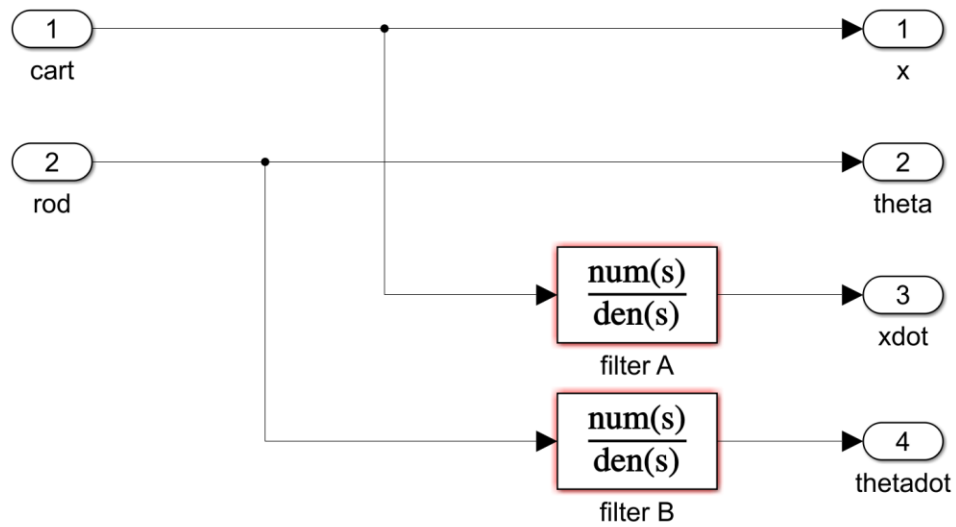 1
cart
1
x
2
rod
2
theta
num(s)
den(s)
filter A
3
xdot
num(s)
den(s)
filter B
4
thetadot